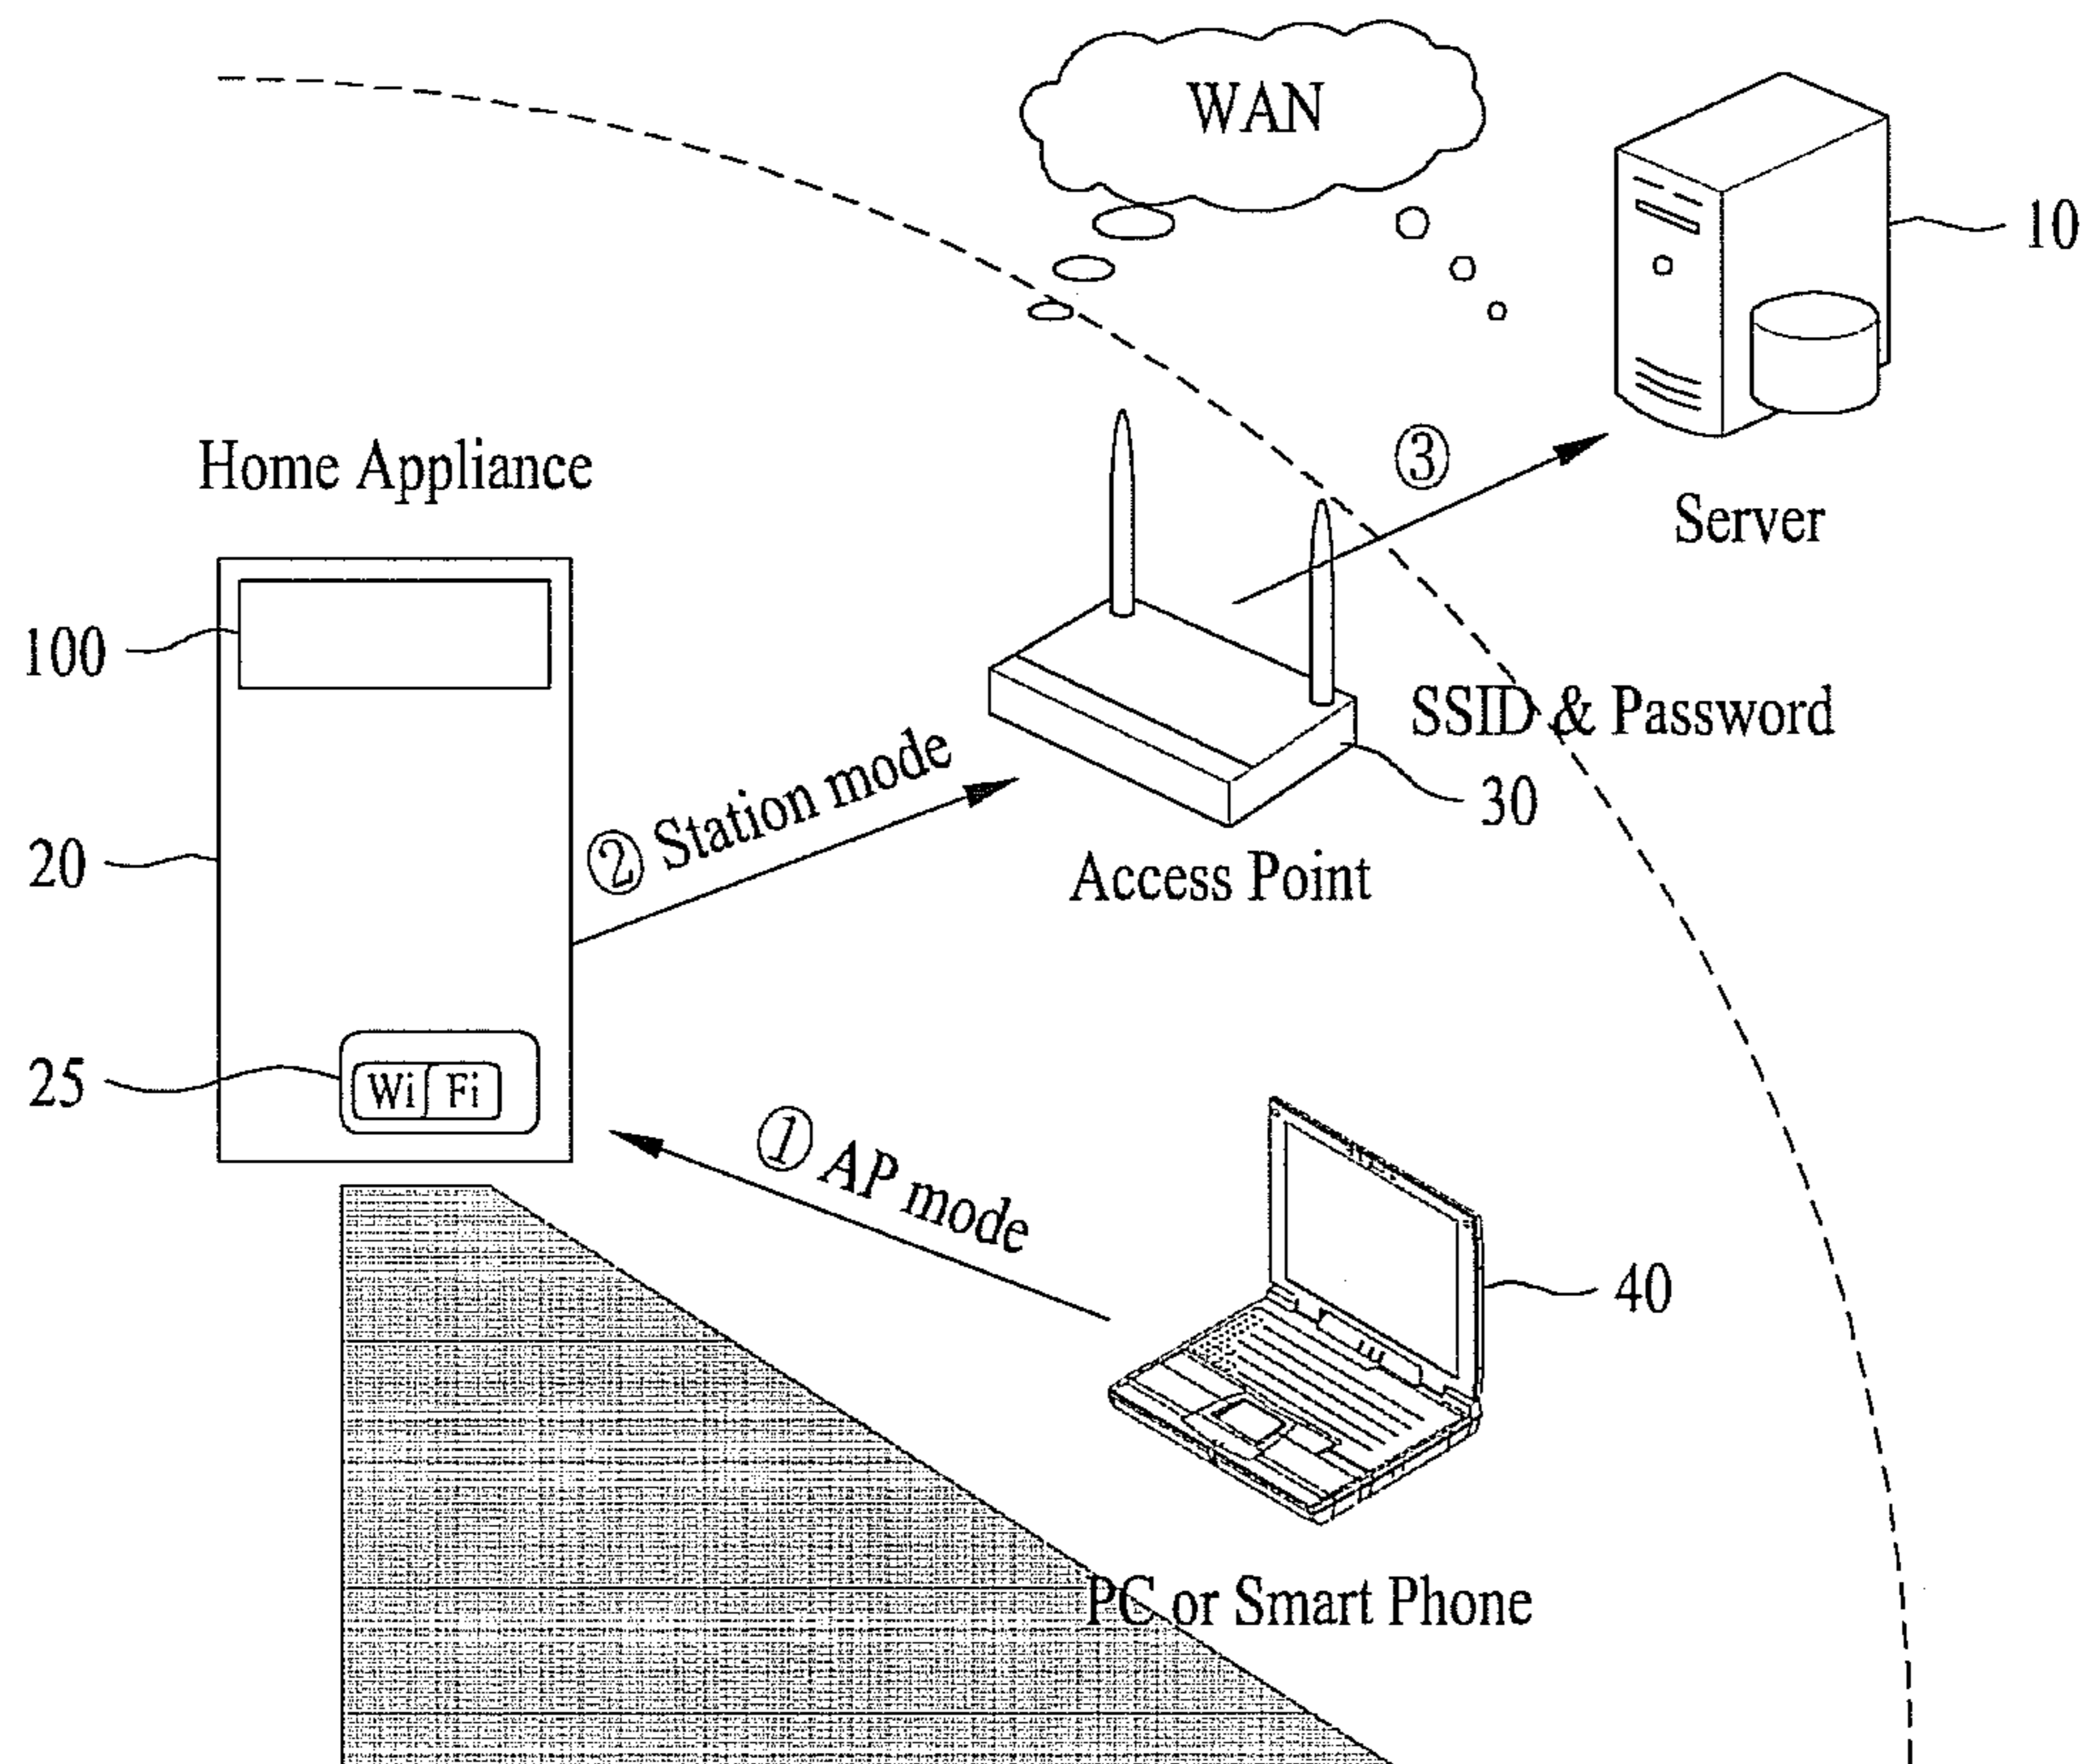 WAN
10
③
Home Appliance
Server
100
SSID & Password
② Station mode
30
20
Access Point
25
Wi Fi
① AP mode
40
PC or Smart Phone